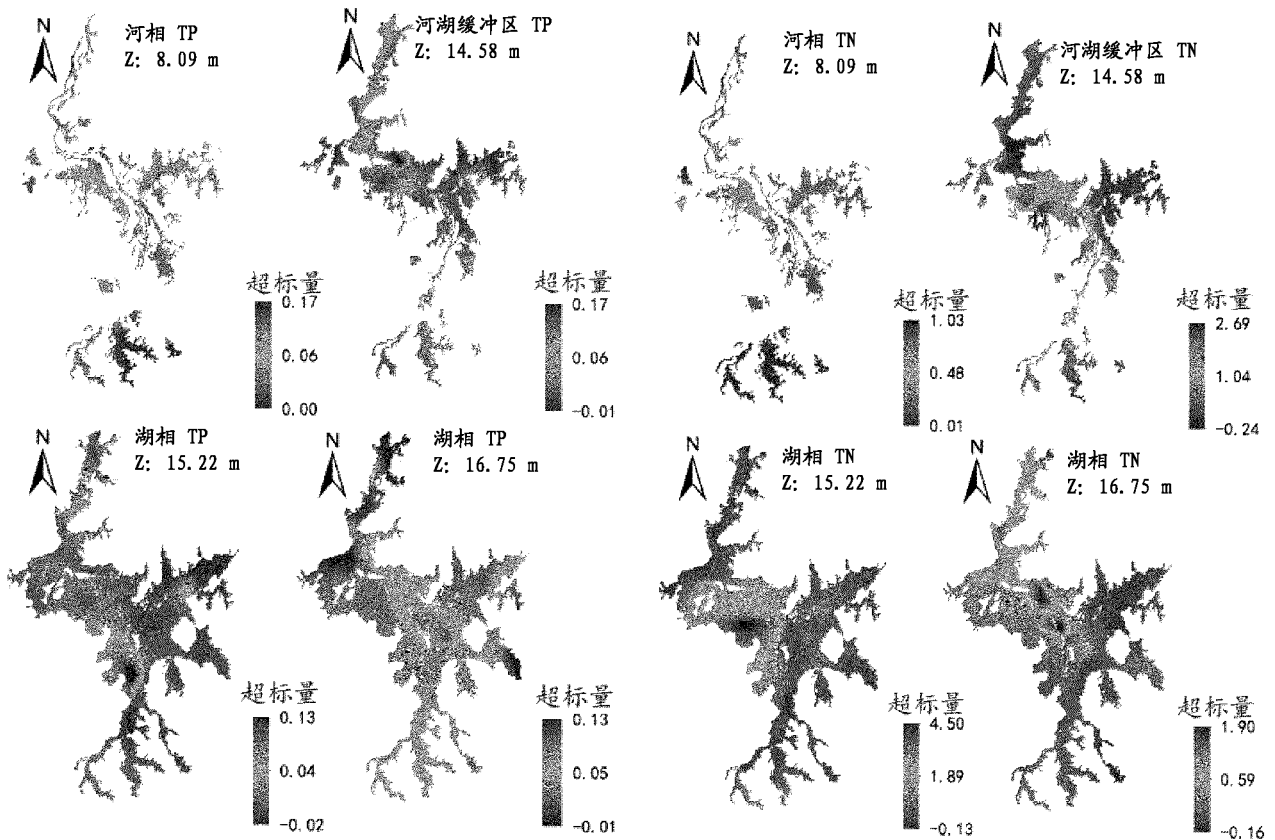 N
河相 TP
Z: 8.09 m
超标量
0.17
0.06
0.00
N
河湖缓冲区 TP
Z: 14.58 m
超标量
0.17
0.06
-0.01
N
河相 TN
Z: 8.09 m
超标量
1.03
0.48
0.01
N
河湖缓冲区 TN
Z: 14.58 m
超标量
2.69
1.04
-0.24
N
湖相 TP
Z: 15.22 m
超标量
0.13
0.04
-0.02
N
湖相 TP
Z: 16.75 m
超标量
0.13
0.05
-0.01
N
湖相 TN
Z: 15.22 m
超标量
4.50
1.89
-0.13
N
湖相 TN
Z: 16.75 m
超标量
1.90
0.59
-0.16